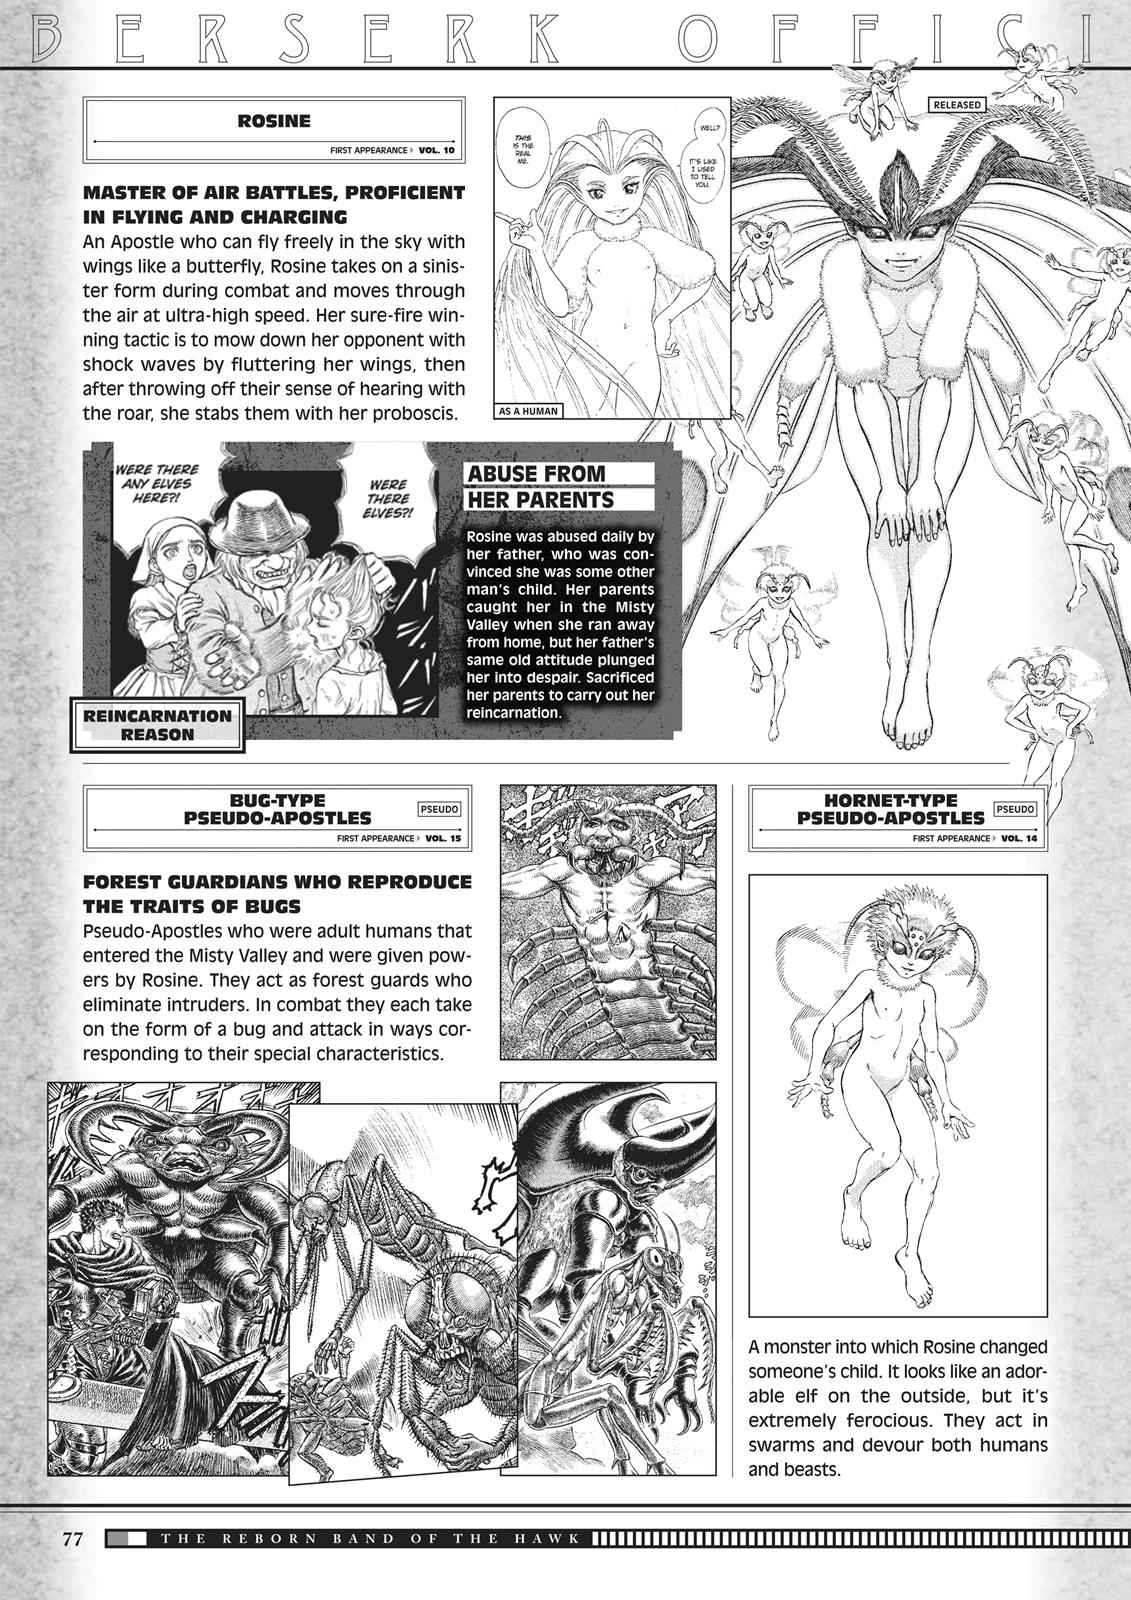 BERSERK OFFICI
ROSINE
FIRST APPEARANCE VOL. 10
MASTER OF AIR BATTLES, PROFICIENT
IN FLYING AND CHARGING
An Apostle who can fly freely in the sky with
wings like a butterfly, Rosine takes on a sinis-
ter form during combat and moves through
the air at ultra-high speed. Her sure-fire win-
ning tactic is to mow down her opponent with
shock waves by fluttering her wings, then
after throwing off their sense of hearing with
the roar, she stabs them with her proboscis.
THIS
IS THE
REAL
ME.
WELL?
IT'S LIKE
I USED
TO TELL
YOU.
AS A HUMAN
RELEASED
WERE THERE
ANY ELVES
HERE?!
WERE
THERE
ELVES?!
REINCARNATION
REASON
ABUSE FROM
HER PARENTS
Rosine was abused daily by
her father, who was con-
vinced she was some other
man's child. Her parents
caught her in the Misty
Valley when she ran away
from home, but her father's
same old attitude plunged
her into despair. Sacrificed
her parents to carry out her
reincarnation.
BUG-TYPE
PSEUDO-APOSTLES
PSEUDO
FIRST APPEARANCE VOL. 15
FOREST GUARDIANS WHO REPRODUCE
THE TRAITS OF BUGS
Pseudo-Apostles who were adult humans that
entered the Misty Valley and were given pow-
ers by Rosine. They act as forest guards who
eliminate intruders. In combat they each take
on the form of a bug and attack in ways cor-
responding to their special characteristics.
HORNET-TYPE
PSEUDO-APOSTLES
PSEUDO
FIRST APPEARANCE VOL. 14
A monster into which Rosine changed
someone's child. It looks like an ador-
able elf on the outside, but it's
extremely ferocious. They act in
swarms and devour both humans
and beasts.
77
THE REBORN BAND OF THE HAWK